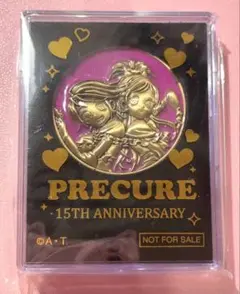 PRECURE
15TH ANNIVERSARY
©A・T
NOT FOR SALE